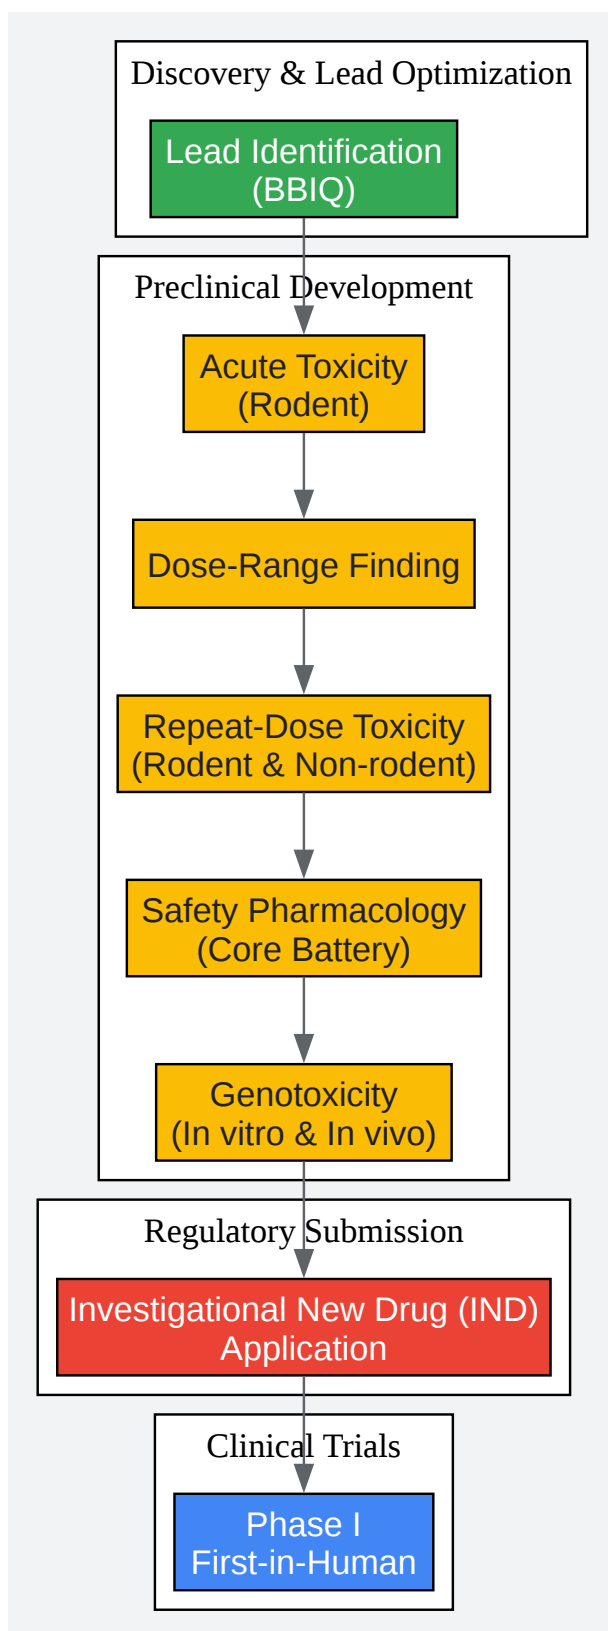 Discovery & Lead Optimization
Lead Identification
(BBIQ)
Preclinical Development
Acute Toxicity
(Rodent)
Dose-Range Finding
Repeat-Dose Toxicity
(Rodent & Non-rodent)
Safety Pharmacology
(Core Battery)
Genotoxicity
(In vitro & In vivo)
Regulatory Submission
Investigational New Drug (IND)
Application
Clinical Trials
Phase I
First-in-Human